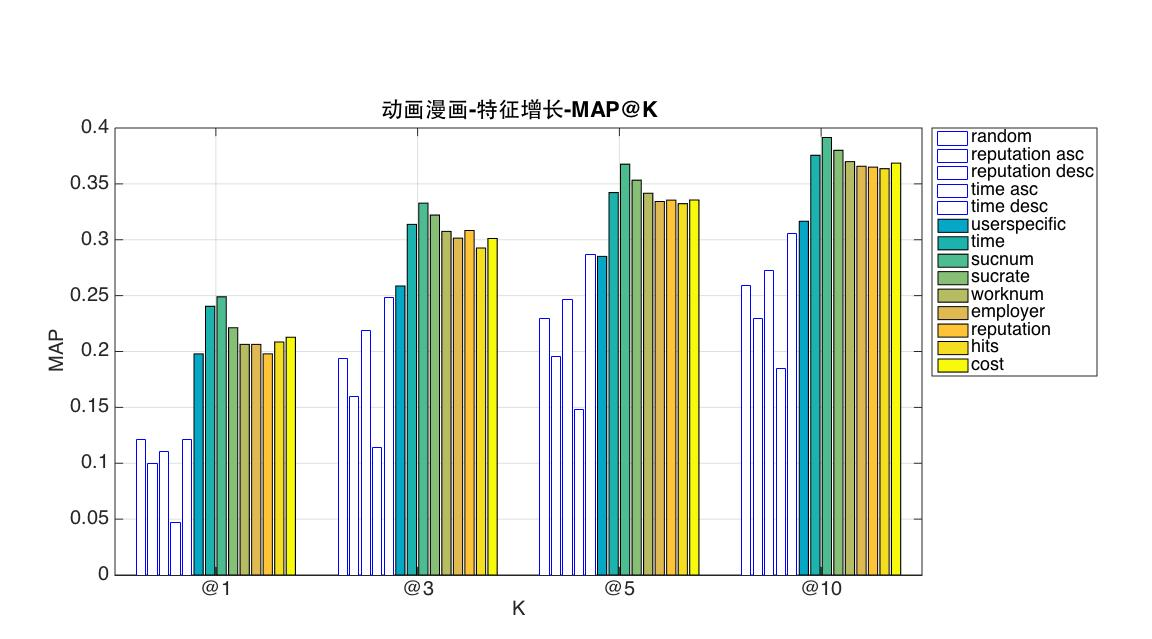 动画漫画-特征增长-MAP@K
0.4
0.35
0.3
0.25
0.2
0.15
0.1
0.05
0
MAP
@1
@3
@5
@10
K
random
reputation asc
reputation desc
time asc
time desc
userspecific
time
sucnum
sucrate
worknum
employer
reputation
hits
cost